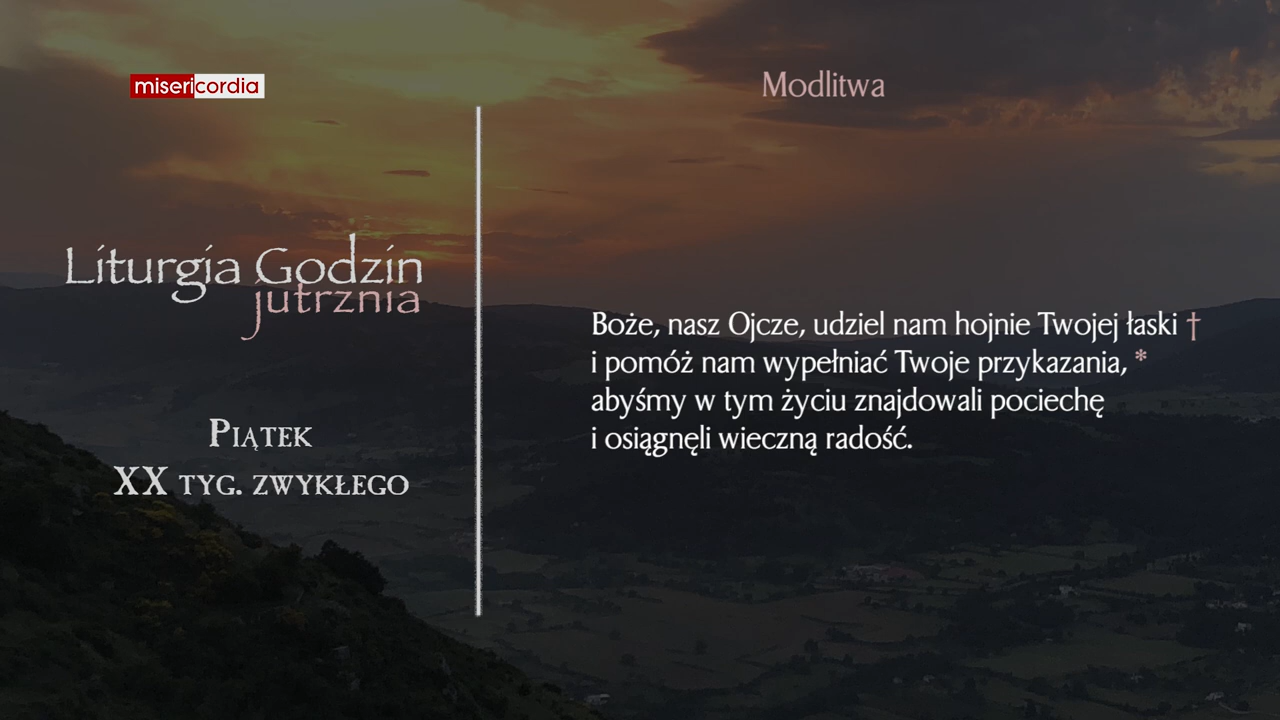 misericordia
Liturgia Godzin
jutrznia
Piątek
XX tyg. zwykłego
Modlitwa
Boże, nasz Ojcze, udziel nam hojnie Twojej łaski †
i pomóż nam wypełniać Twoje przykazania, *
abyśmy w tym życiu znajdowali pociechę
i osiągnęli wieczną radość.